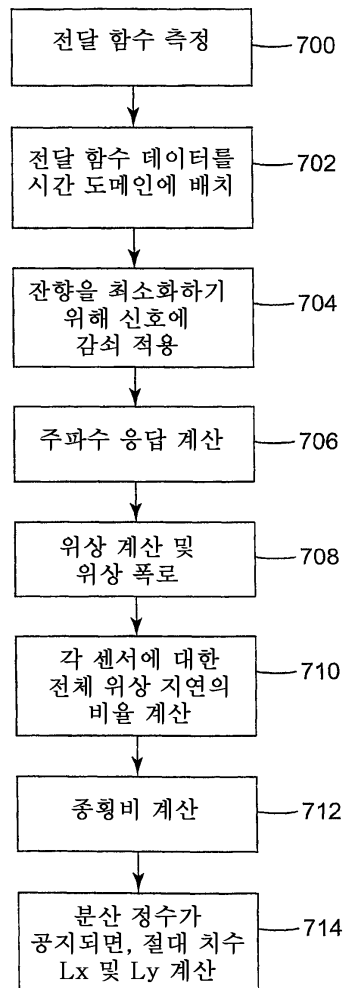 전달 함수 측정
700
전달 함수 데이터를
시간 도메인에 배치
702
잔향을 최소화하기
위해 신호에
감쇠 적용
704
주파수 응답 계산
706
위상 계산 및
위상 폭로
708
각 센서에 대한
전체 위상 지연의
비율 계산
710
종횡비 계산
712
분산 정수가
공지되면, 절대 치수
Lx 및 Ly 계산
714